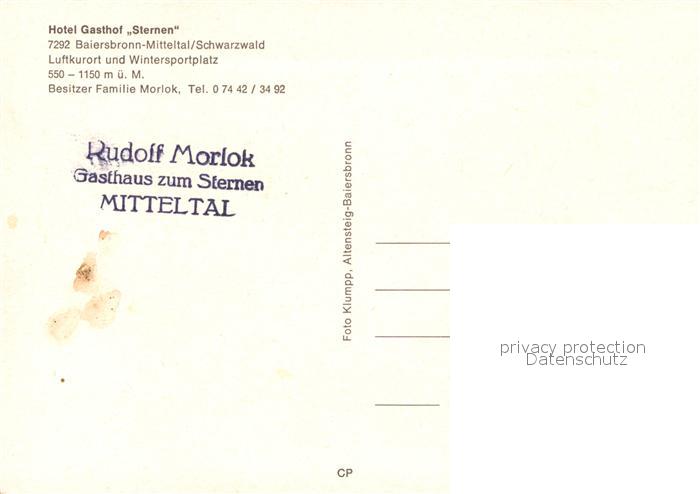 Hotel Gasthof „Sternen“
7292 Baiersbronn-Mitteltal/Schwarzwald
Luftkurort und Wintersportplatz
550 – 1150 m ü. M.
Besitzer Familie Morlok, Tel. 0 74 42 / 34 92
Rudolf Morlok
Gasthaus zum Sternen
MITTELTAL
Foto Klumpp, Altensteig-Baiersbronn
privacy protection
Datenschutz
CP